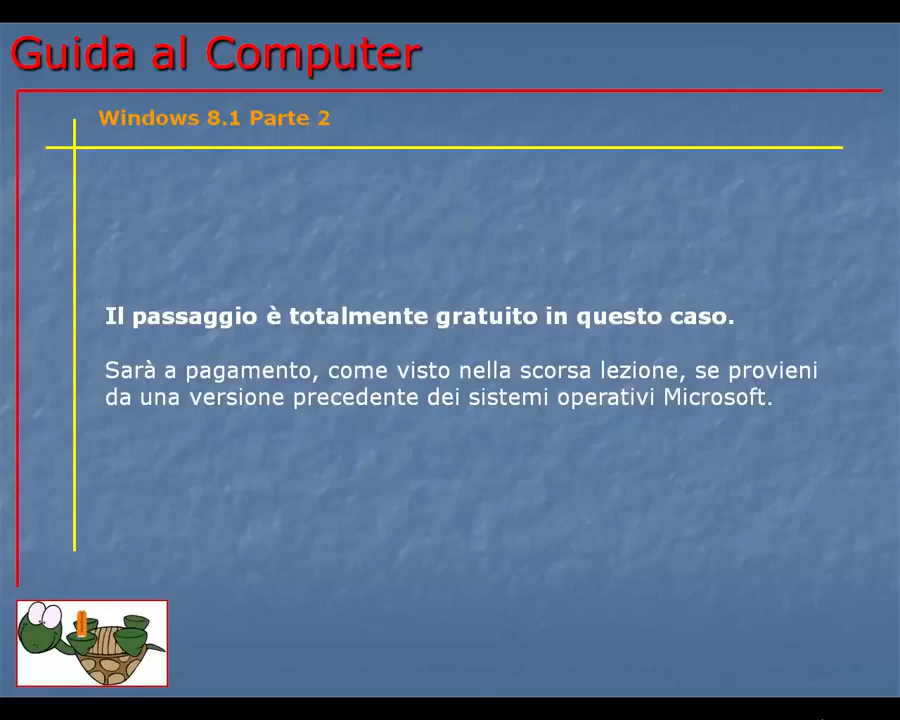 Guida al Computer
Windows 8.1 Parte 2
Il passaggio è totalmente gratuito in questo caso.
Sarà a pagamento, come visto nella scorsa lezione, se provieni
da una versione precedente dei sistemi operativi Microsoft.